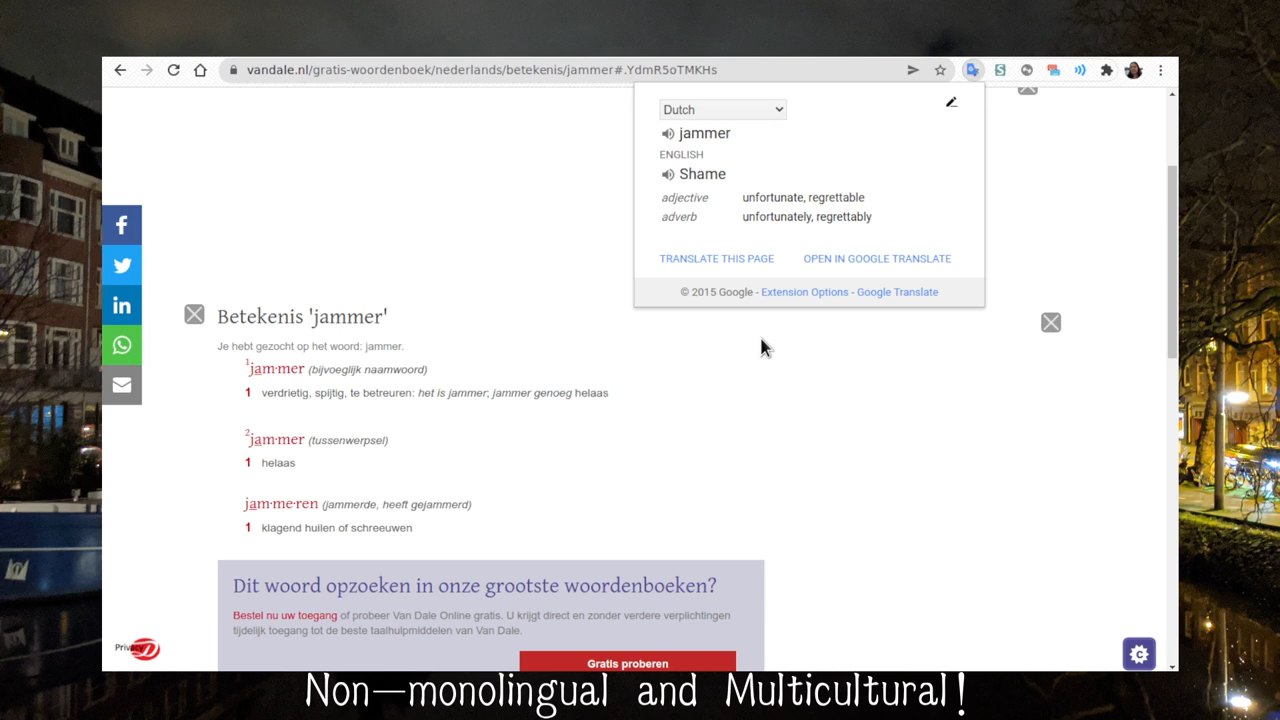 vandale.nl/gratis-woordenboek/nederlands/betekenis/jammer#.YdmR5oTMKHs
Dutch
jammer
ENGLISH
Shame
adjective unfortunate, regrettable
adverb unfortunately, regrettably
TRANSLATE THIS PAGE OPEN IN GOOGLE TRANSLATE
© 2015 Google - Extension Options - Google Translate
Betekenis 'jammer'
Je hebt gezocht op het woord: jammer.
1jam·mer (bijvoeglijk naamwoord)
1 verdrietig, spijtig, te betreuren: het is jammer; jammer genoeg helaas
2jam·mer (tussenwerpsel)
1 helaas
jam·me·ren (jammerde, heeft gejammerd)
1 klagend huilen of schreeuwen
Dit woord opzoeken in onze grootste woordenboeken?
Bestel nu uw toegang of probeer Van Dale Online gratis. U krijgt direct en zonder verdere verplichtingen
tijdelijk toegang tot de beste taalhulpmiddelen van Van Dale.
Gratis proberen
Non-monolingual and Multicultural!